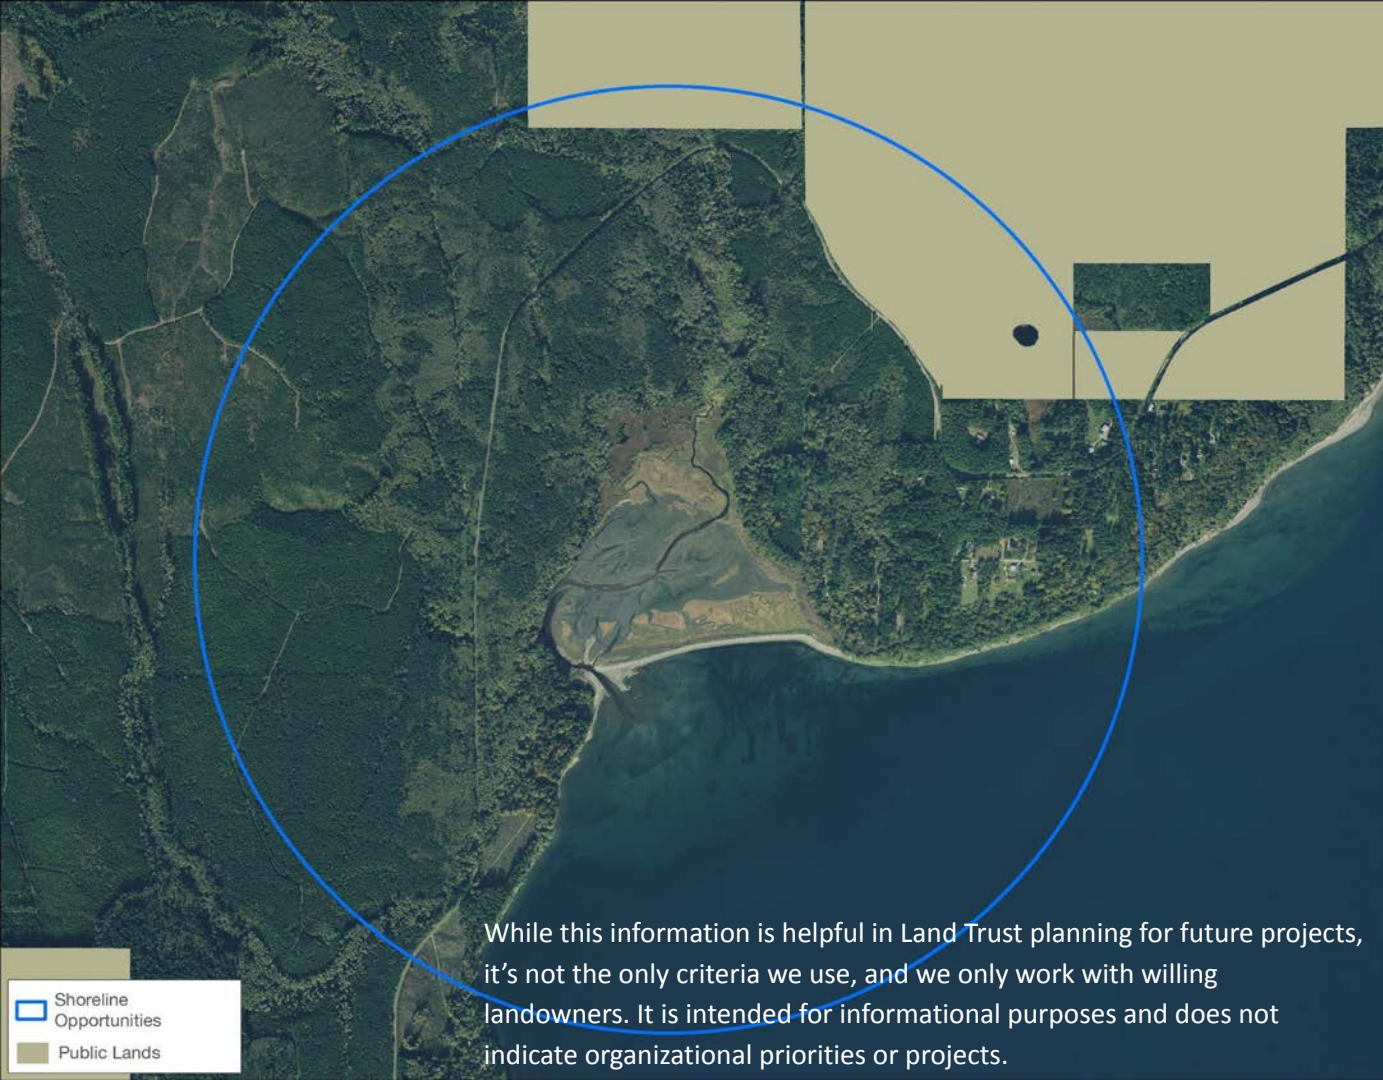 While this information is helpful in Land Trust planning for future projects,
it’s not the only criteria we use, and we only work with willing
landowners. It is intended for informational purposes and does not
indicate organizational priorities or projects.
Shoreline
Opportunities
Public Lands